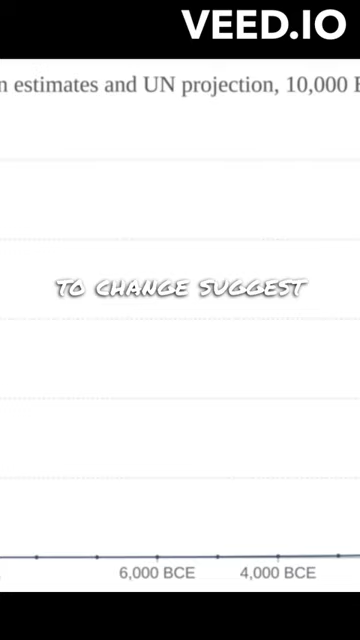 VEED.IO
n estimates and UN projection, 10,000
TO CHANGE SUGGEST
6,000 BCE 4,000 BCE